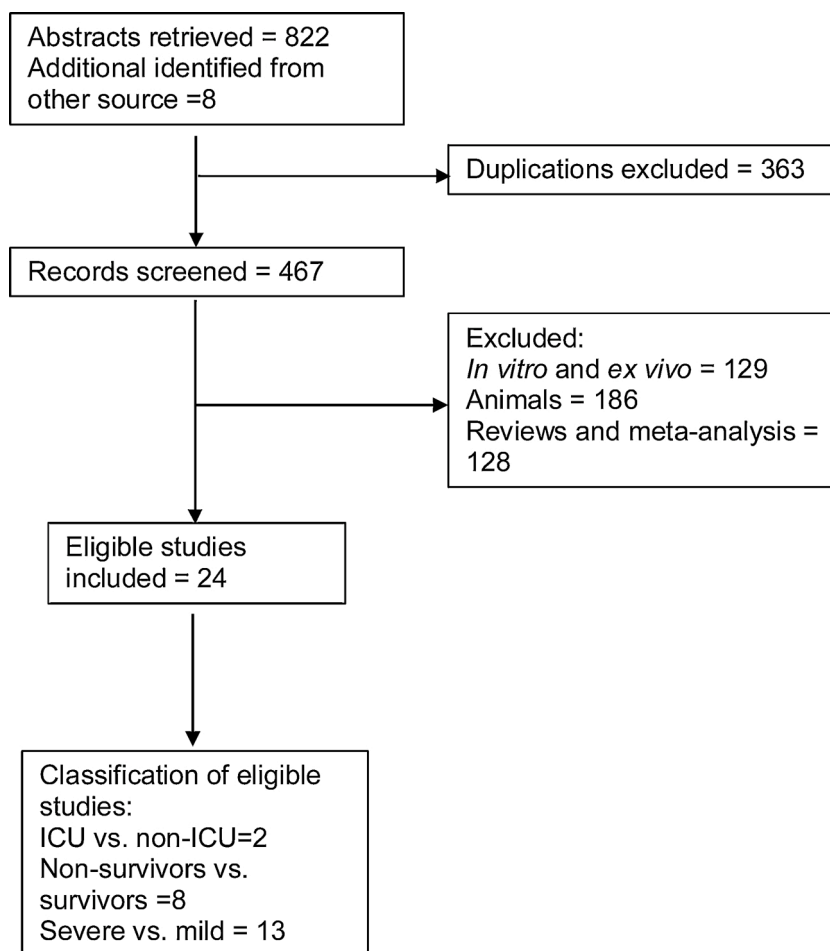 Abstracts retrieved = 822
Additional identified from
other source =8
Duplications excluded = 363
Records screened = 467
Excluded:
In vitro and ex vivo = 129
Animals = 186
Reviews and meta-analysis =
128
Eligible studies
included = 24
Classification of eligible
studies:
ICU vs. non-ICU=2
Non-survivors vs.
survivors =8
Severe vs. mild = 13